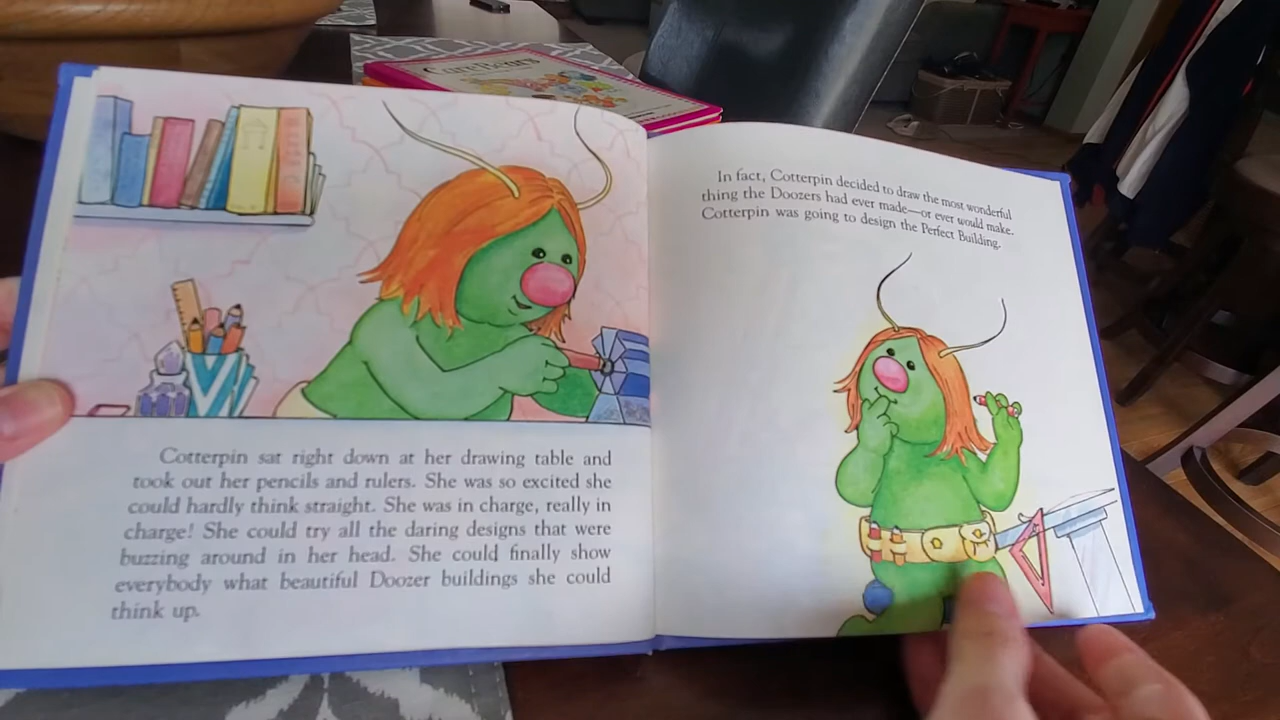 Care Bears
Cotterpin sat right down at her drawing table and
took out her pencils and rulers. She was so excited she
could hardly think straight. She was in charge, really in
charge! She could try all the daring designs that were
buzzing around in her head. She could finally show
everybody what beautiful Doozer buildings she could
think up.
In fact, Cotterpin decided to draw the most wonderful
thing the Doozers had ever made—or ever would make.
Cotterpin was going to design the Perfect Building.